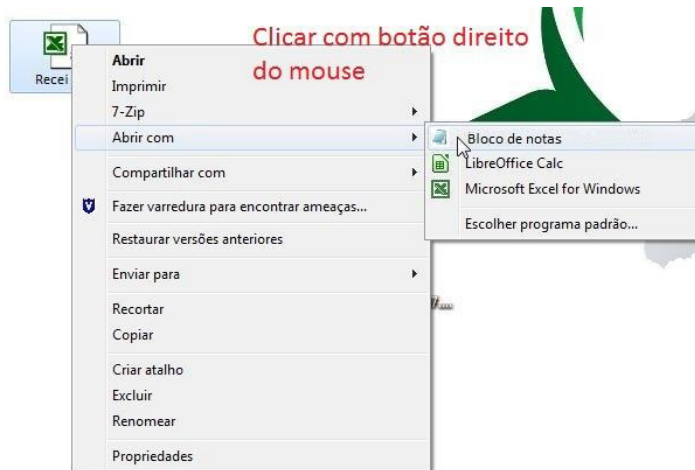 Clicar com botão direito
do mouse
Recei
Abrir
Imprimir
7-Zip
Abrir com
Compartilhar com
Fazer varredura para encontrar ameaças...
Restaurar versões anteriores
Enviar para
Recortar
Copiar
Criar atalho
Excluir
Renomear
Propriedades
Bloco de notas
LibreOffice Calc
Microsoft Excel for Windows
Escolher programa padrão...